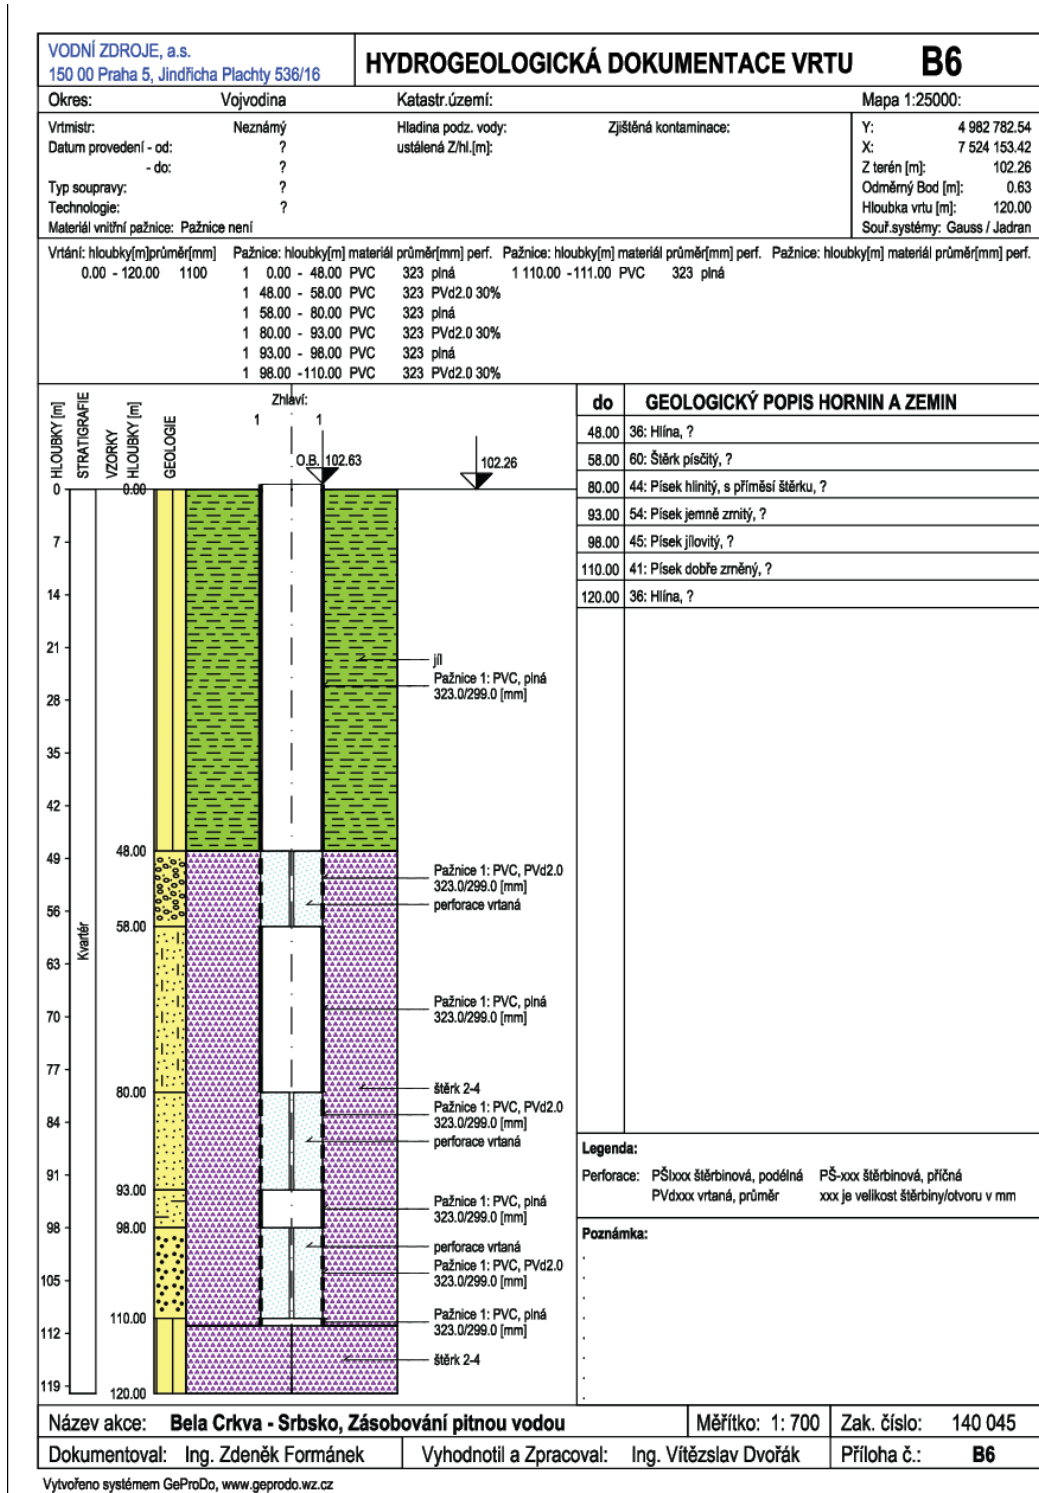 VODNÍ ZDROJE, a.s.
150 00 Praha 5, Jindřicha Plachty 536/16
HYDROGEOLOGICKÁ DOKUMENTACE VRTU B6
Okres: Vojvodina Katastr.území: Mapa 1:25000:
Vrtmistr: Neznámý Hladina podz. vody: Zjištěná kontaminace: Y: 4 982 782.54
Datum provedení - od: ? ustálená Z/hl.[m]: X: 7 524 153.42
- do: ? Z terén [m]: 102.26
Typ soupravy: ? Odměrný Bod [m]: 0.63
Technologie: ? Hloubka vrtu [m]: 120.00
Materiál vnitřní pažnice: Pažnice není Souř.systémy: Gauss / Jadran
Vrtání: hloubky[m]průměr[mm] Pažnice: hloubky[m] materiál průměr[mm] perf. Pažnice: hloubky[m] materiál průměr[mm] perf. Pažnice: hloubky[m] materiál průměr[mm] perf.
0.00 - 120.00 1100 1 0.00 - 48.00 PVC 323 plná 1 110.00 -111.00 PVC 323 plná
1 48.00 - 58.00 PVC 323 PVd2.0 30%
1 58.00 - 80.00 PVC 323 plná
1 80.00 - 93.00 PVC 323 PVd2.0 30%
1 93.00 - 98.00 PVC 323 plná
1 98.00 -110.00 PVC 323 PVd2.0 30%
HLOUBKY [m]
STRATIGRAFIE
VZORKY
HLOUBKY [m]
GEOLOGIE
Zhlaví:
1 1
O.B. 102.63
102.26
do GEOLOGICKÝ POPIS HORNIN A ZEMIN
48.00 36: Hlína, ?
58.00 60: Štěrk písčitý, ?
80.00 44: Písek hlinitý, s příměsí štěrku, ?
93.00 54: Písek jemně zrnitý, ?
98.00 45: Písek jílovitý, ?
110.00 41: Písek dobře zrněný, ?
120.00 36: Hlína, ?
0 0.00
7
14
21
jíl
Pažnice 1: PVC, plná
323.0/299.0 [mm]
28
35
42
48.00
49
Pažnice 1: PVC, PVd2.0
323.0/299.0 [mm]
perforace vrtaná
56
58.00
Kvartér
63
Pažnice 1: PVC, plná
323.0/299.0 [mm]
70
77
štěrk 2-4
80.00
Pažnice 1: PVC, PVd2.0
323.0/299.0 [mm]
84
perforace vrtaná
91
93.00
Pažnice 1: PVC, plná
323.0/299.0 [mm]
98 98.00
perforace vrtaná
Pažnice 1: PVC, PVd2.0
323.0/299.0 [mm]
105
110.00
Pažnice 1: PVC, plná
323.0/299.0 [mm]
112
štěrk 2-4
119
120.00
Legenda:
Perforace: PŠlxxx štěrbinová, podélná PŠ-xxx štěrbinová, příčná
PVdxxx vrtaná, průměr xxx je velikost štěrbiny/otvoru v mm
Poznámka:
.
.
.
.
.
.
.
.
Název akce: Bela Crkva - Srbsko, Zásobování pitnou vodou Měřítko: 1: 700 Zak. číslo: 140 045
Dokumentoval: Ing. Zdeněk Formánek Vyhodnotil a Zpracoval: Ing. Vítězslav Dvořák Příloha č.: B6
Vytvořeno systémem GeProDo, www.geprodo.wz.cz